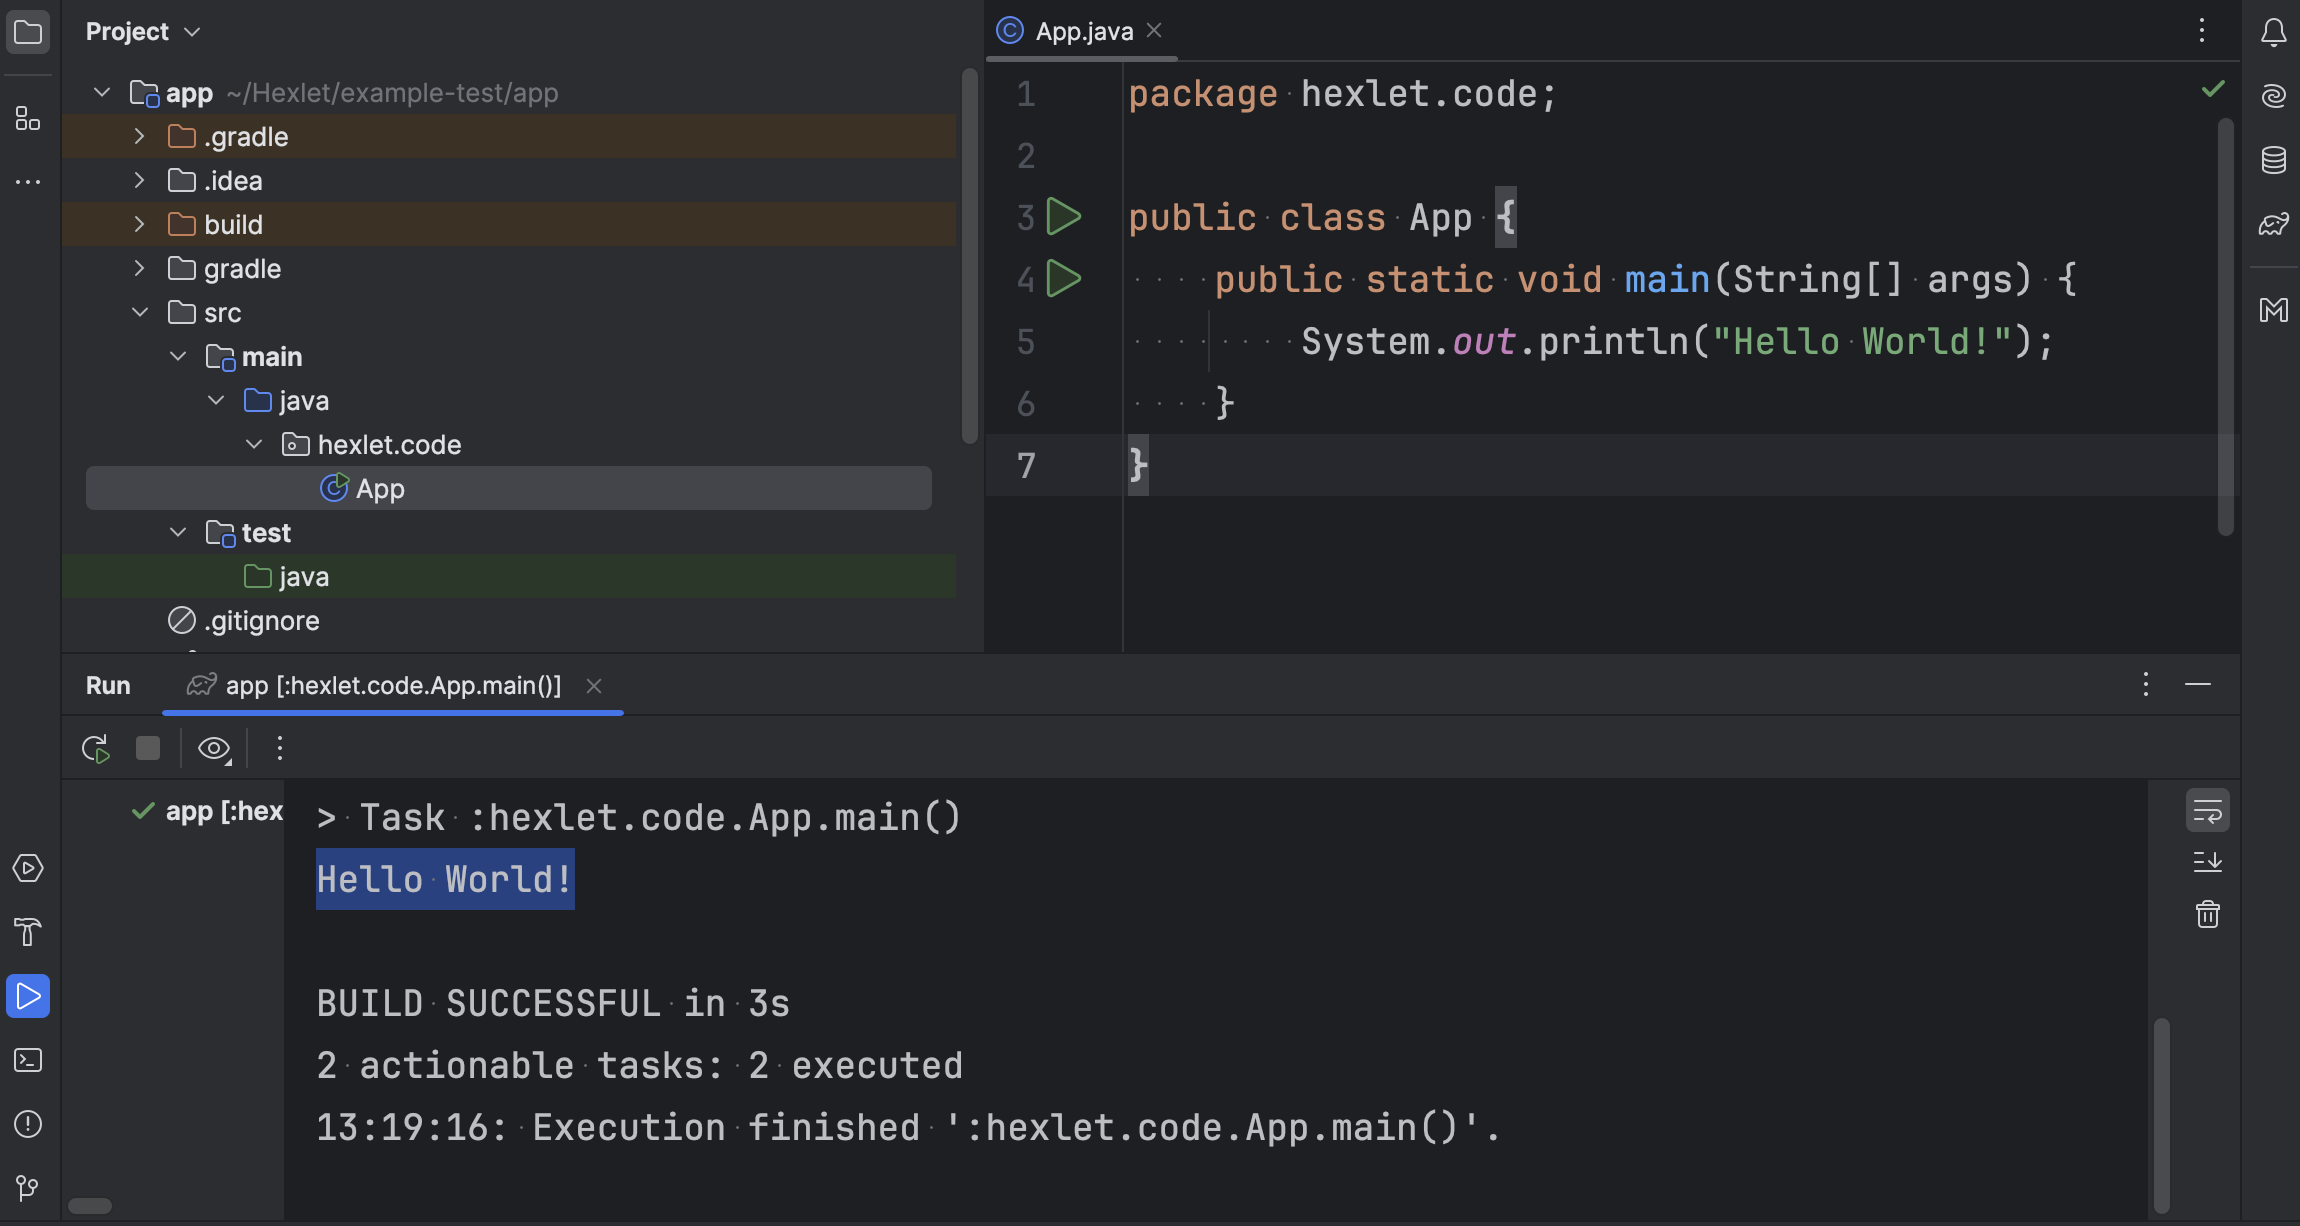 Project
app ~/Hexlet/example-test/app
.gradle
.idea
build
gradle
src
main
java
hexlet.code
App
test
java
.gitignore
App.java
1 package hexlet.code;
2
3 public class App {
4     public static void main(String[] args) {
5         System.out.println("Hello World!");
6     }
7 }
Run app [:hexlet.code.App.main()]
app [:hex
> Task :hexlet.code.App.main()
Hello World!
BUILD SUCCESSFUL in 3s
2 actionable tasks: 2 executed
13:19:16: Execution finished ':hexlet.code.App.main()'.